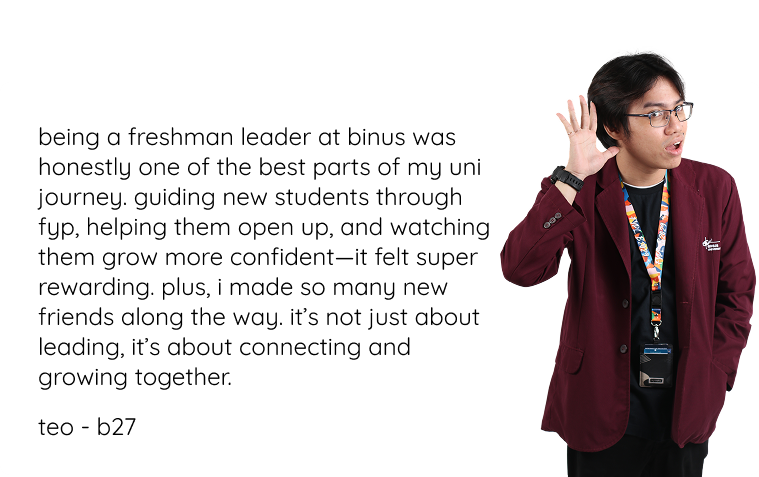 being a freshman leader at binus was
honestly one of the best parts of my uni
journey. guiding new students through
fyp, helping them open up, and watching
them grow more confident—it felt super
rewarding. plus, i made so many new
friends along the way. it’s not just about
leading, it’s about connecting and
growing together.
teo - b27